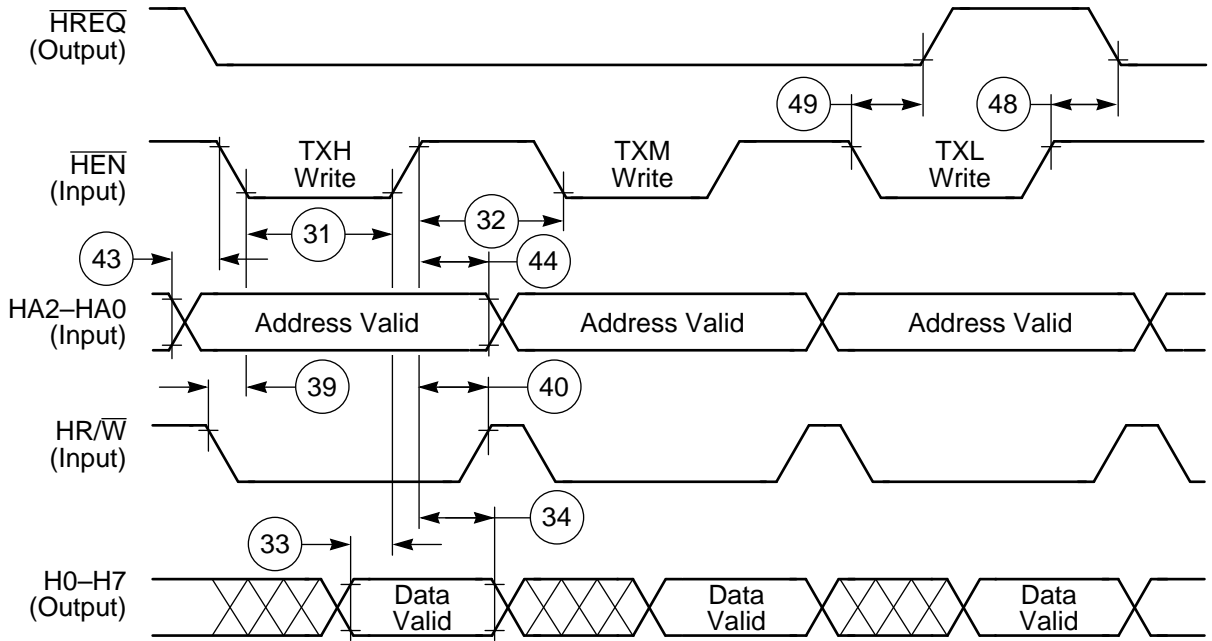 HREQ
(Output)
49
48
HEN
(Input)
TXH
Write
TXM
Write
TXL
Write
31
32
43
44
HA2–HA0
(Input)
Address Valid
Address Valid
Address Valid
39
40
HR/W
(Input)
34
33
H0–H7
(Output)
Data
Valid
Data
Valid
Data
Valid